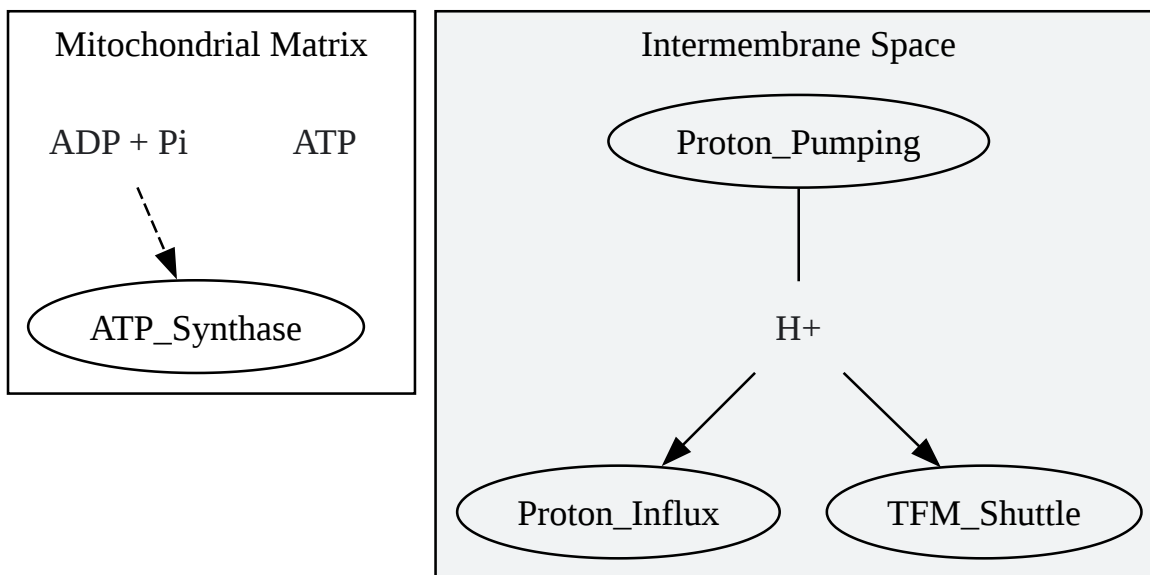 Mitochondrial Matrix
ADP + Pi
ATP
ATP_Synthase
Intermembrane Space
Proton_Pumping
H+
Proton_Influx
TFM_Shuttle